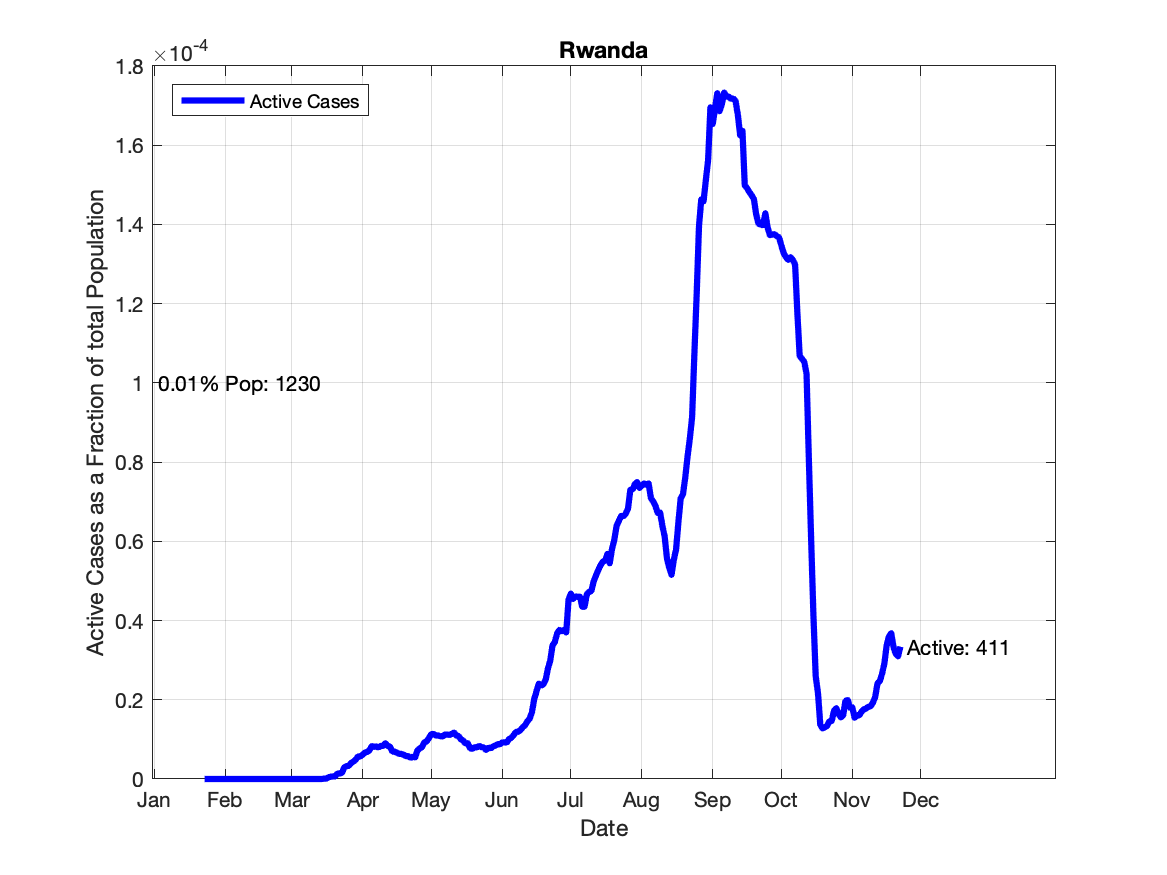 Rwanda
×10⁻⁴
1.8
1.6
1.4
1.2
1
0.8
0.6
0.4
0.2
0
Active Cases as a Fraction of total Population
Active Cases
0.01% Pop: 1230
Active: 411
Jan Feb Mar Apr May Jun Jul Aug Sep Oct Nov Dec
Date